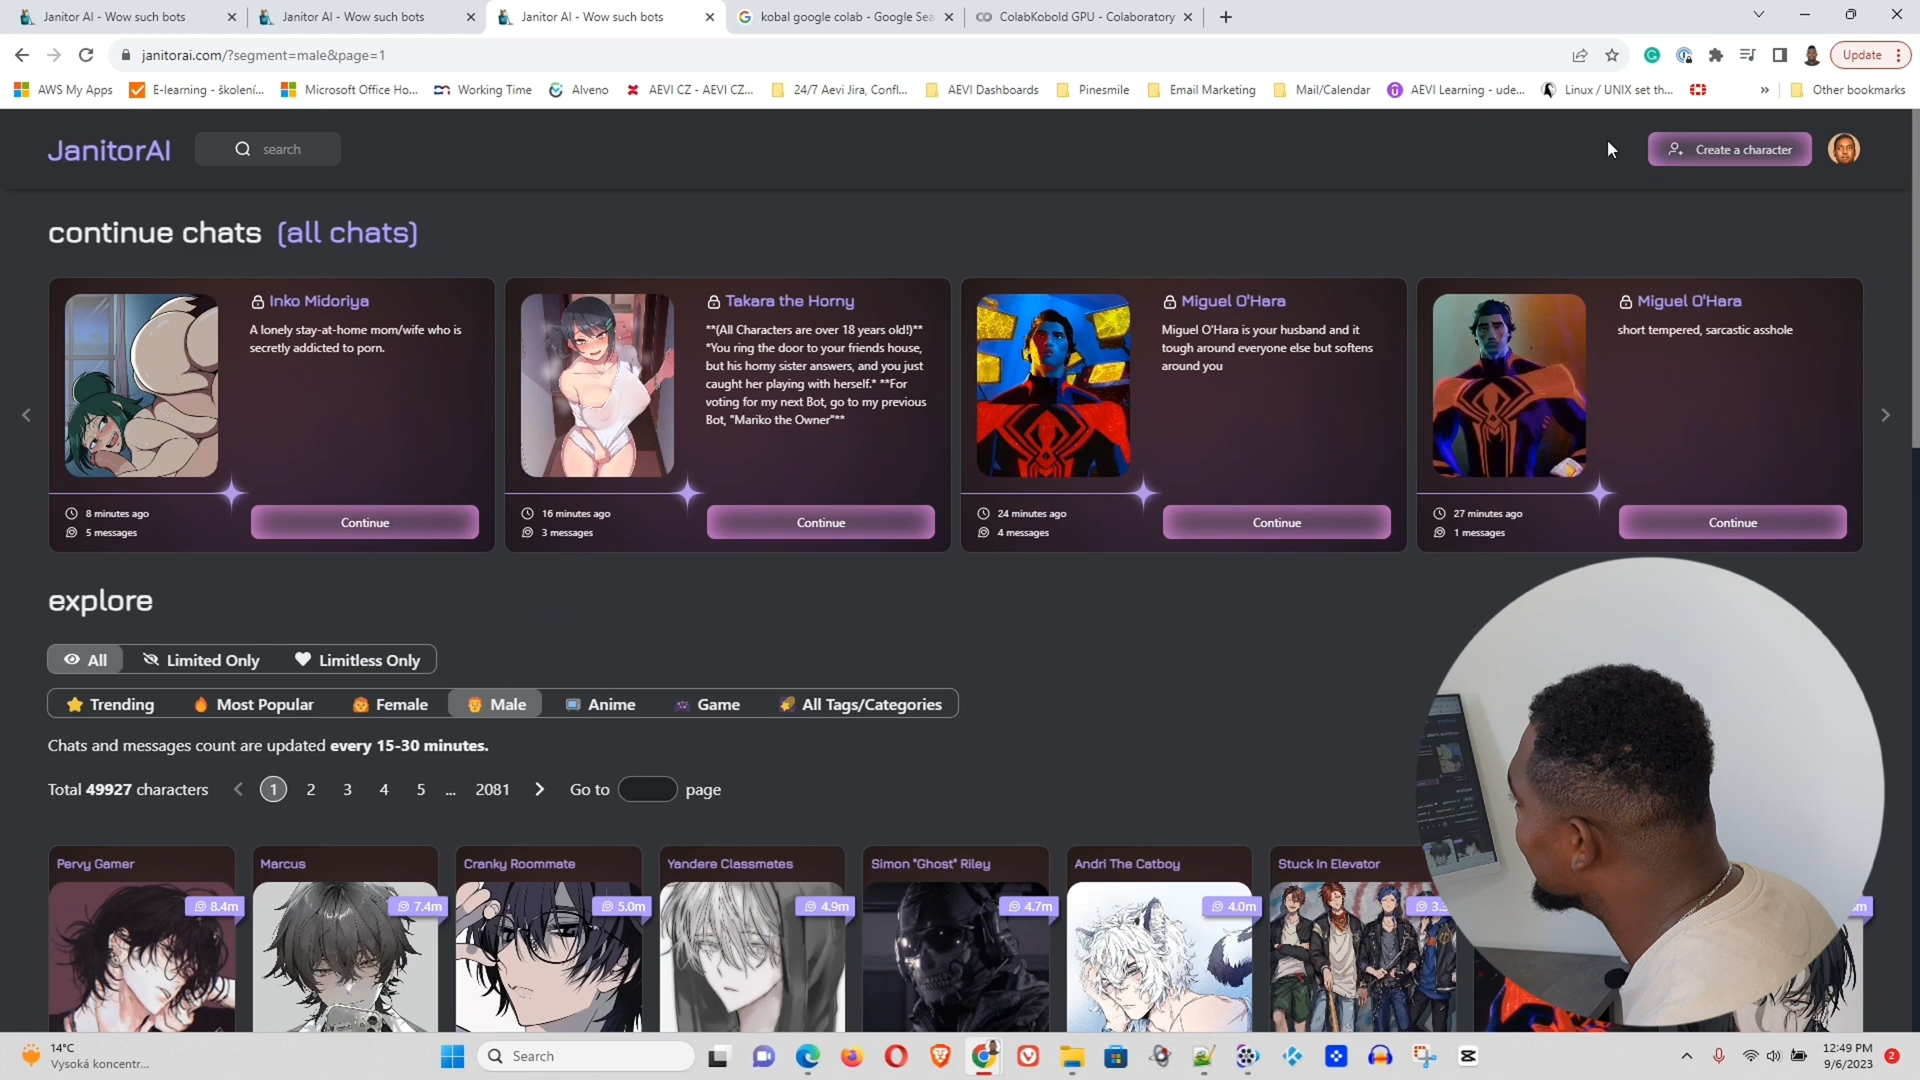 Janitor AI - Wow such bots
Janitor AI - Wow such bots
Janitor AI - Wow such bots
kobal google colab - Google Sea
ColabKobold GPU - Colaboratory
janitorai.com/?segment=male&page=1
Update
AWS My Apps
E-learning - školení...
Microsoft Office Ho...
Working Time
Alveno
AEVI CZ - AEVI CZ...
24/7 Aevi Jira, Confl...
AEVI Dashboards
Pinesmile
Email Marketing
Mail/Calendar
AEVI Learning - ude...
Linux / UNIX set th...
»
Other bookmarks
JanitorAI
search
Create a character
continue chats (all chats)
Inko Midoriya
A lonely stay-at-home mom/wife who is
secretly addicted to porn.
8 minutes ago
5 messages
Continue
Takara the Horny
**(All Characters are over 18 years old!)**
*You ring the door to your friends house,
but his horny sister answers, and you just
caught her playing with herself.* **For
voting for my next Bot, go to my previous
Bot, "Mariko the Owner"**
16 minutes ago
3 messages
Continue
Miguel O'Hara
Miguel O'Hara is your husband and it
tough around everyone else but softens
around you
24 minutes ago
4 messages
Continue
Miguel O'Hara
short tempered, sarcastic asshole
27 minutes ago
1 messages
Continue
explore
All
Limited Only
Limitless Only
Trending
Most Popular
Female
Male
Anime
Game
All Tags/Categories
Chats and messages count are updated every 15-30 minutes.
Total 49927 characters
1 2 3 4 5 ... 2081
Go to
page
Pervy Gamer
8.4m
Marcus
7.4m
Cranky Roommate
5.0m
Yandere Classmates
4.9m
Simon "Ghost" Riley
4.7m
Andri The Catboy
4.0m
Stuck In Elevator
14°C
Vysoká koncentr...
Search
12:49 PM
9/6/2023
2